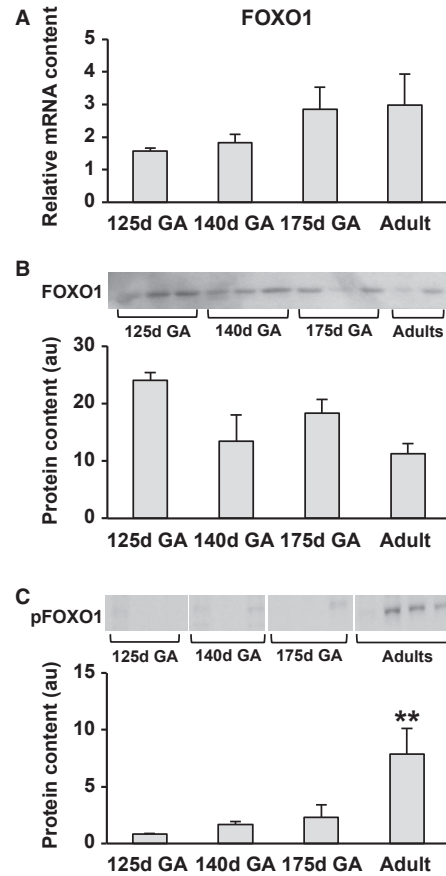 A
FOXO1
Relative mRNA content
5
4
3
2
1
0
125d GA 140d GA 175d GA Adult
B
FOXO1
125d GA 140d GA 175d GA Adults
Protein content (au)
30
20
10
0
125d GA 140d GA 175d GA Adult
C
pFOXO1
125d GA 140d GA 175d GA Adults
Protein content (au)
15
10
5
0
**
125d GA 140d GA 175d GA Adult